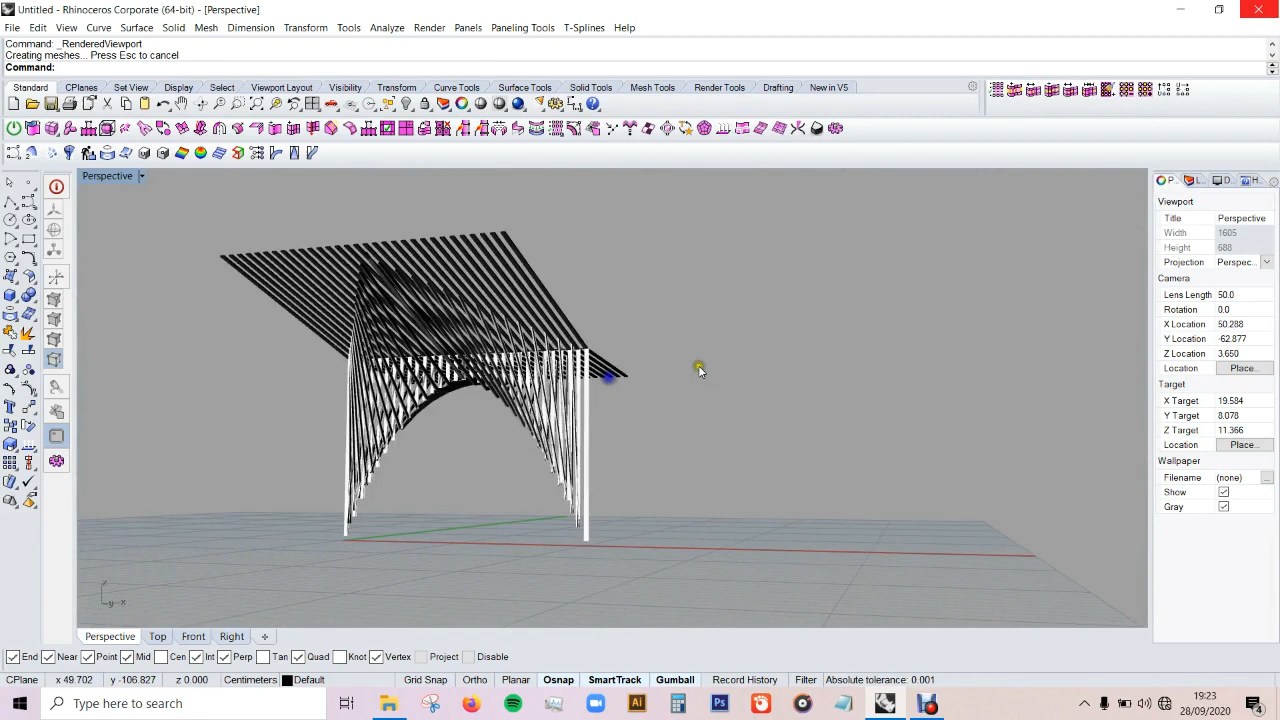 Untitled - Rhinoceros Corporate (64-bit) - [Perspective]
File Edit View Curve Surface Solid Mesh Dimension Transform Tools Analyze Render Panels Paneling Tools T-Splines Help
Command: _RenderedViewport
Creating meshes... Press Esc to cancel
Command:
Standard CPlanes Set View Display Select Viewport Layout Visibility Transform Curve Tools Surface Tools Solid Tools Mesh Tools Render Tools Drafting New in V5
Perspective
P... L... D... H...
Viewport
Title Perspective
Width 1605
Height 688
Projection Perspec...
Camera
Lens Length 50.0
Rotation 0.0
X Location 50.288
Y Location -62.877
Z Location 3.650
Location Place...
Target
X Target 19.584
Y Target 8.078
Z Target 11.366
Location Place...
Wallpaper
Filename (none) ...
Show
Gray
z
y x
Perspective Top Front Right
End Near Point Mid Cen Int Perp Tan Quad Knot Vertex Project Disable
CPlane x 49.702 y -106.827 z 0.000 Centimeters Default Grid Snap Ortho Planar Osnap SmartTrack Gumball Record History Filter Absolute tolerance: 0.001
Type here to search
19:23
28/09/2020
4